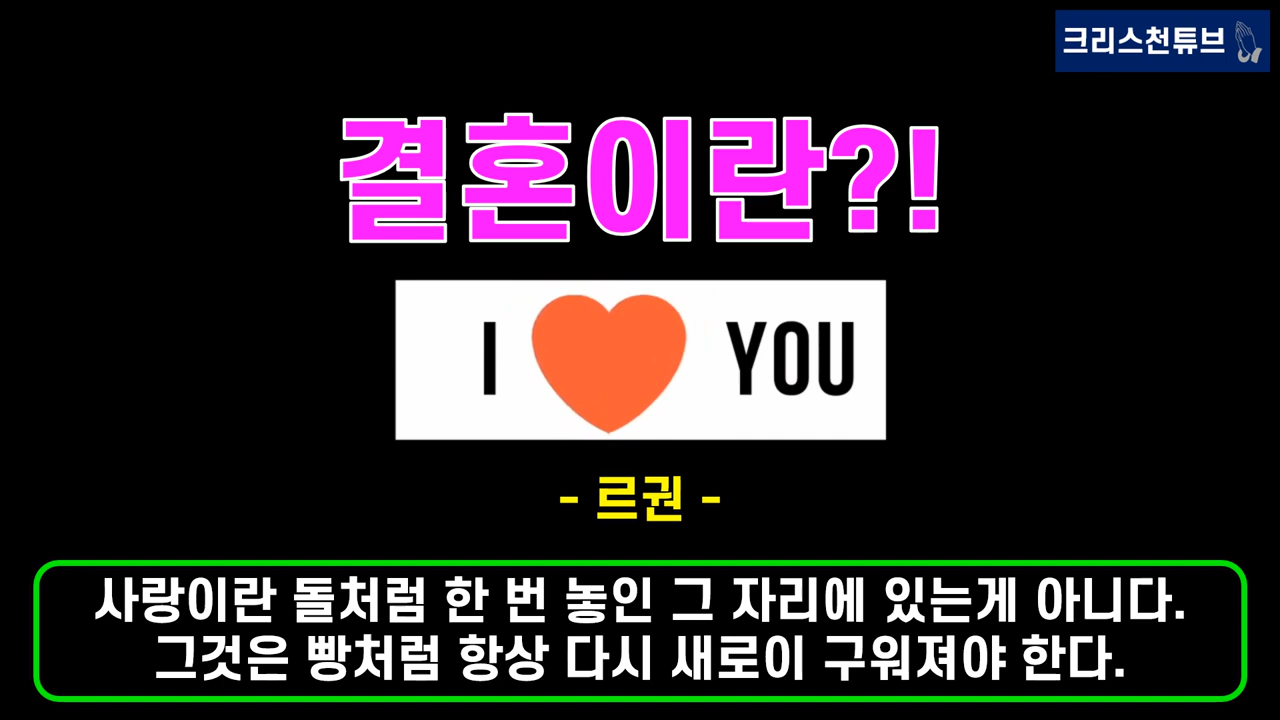 크리스천튜브
결혼이란?!
I YOU
- 르권 -
사랑이란 돌처럼 한 번 놓인 그 자리에 있는게 아니다.
그것은 빵처럼 항상 다시 새로이 구워져야 한다.